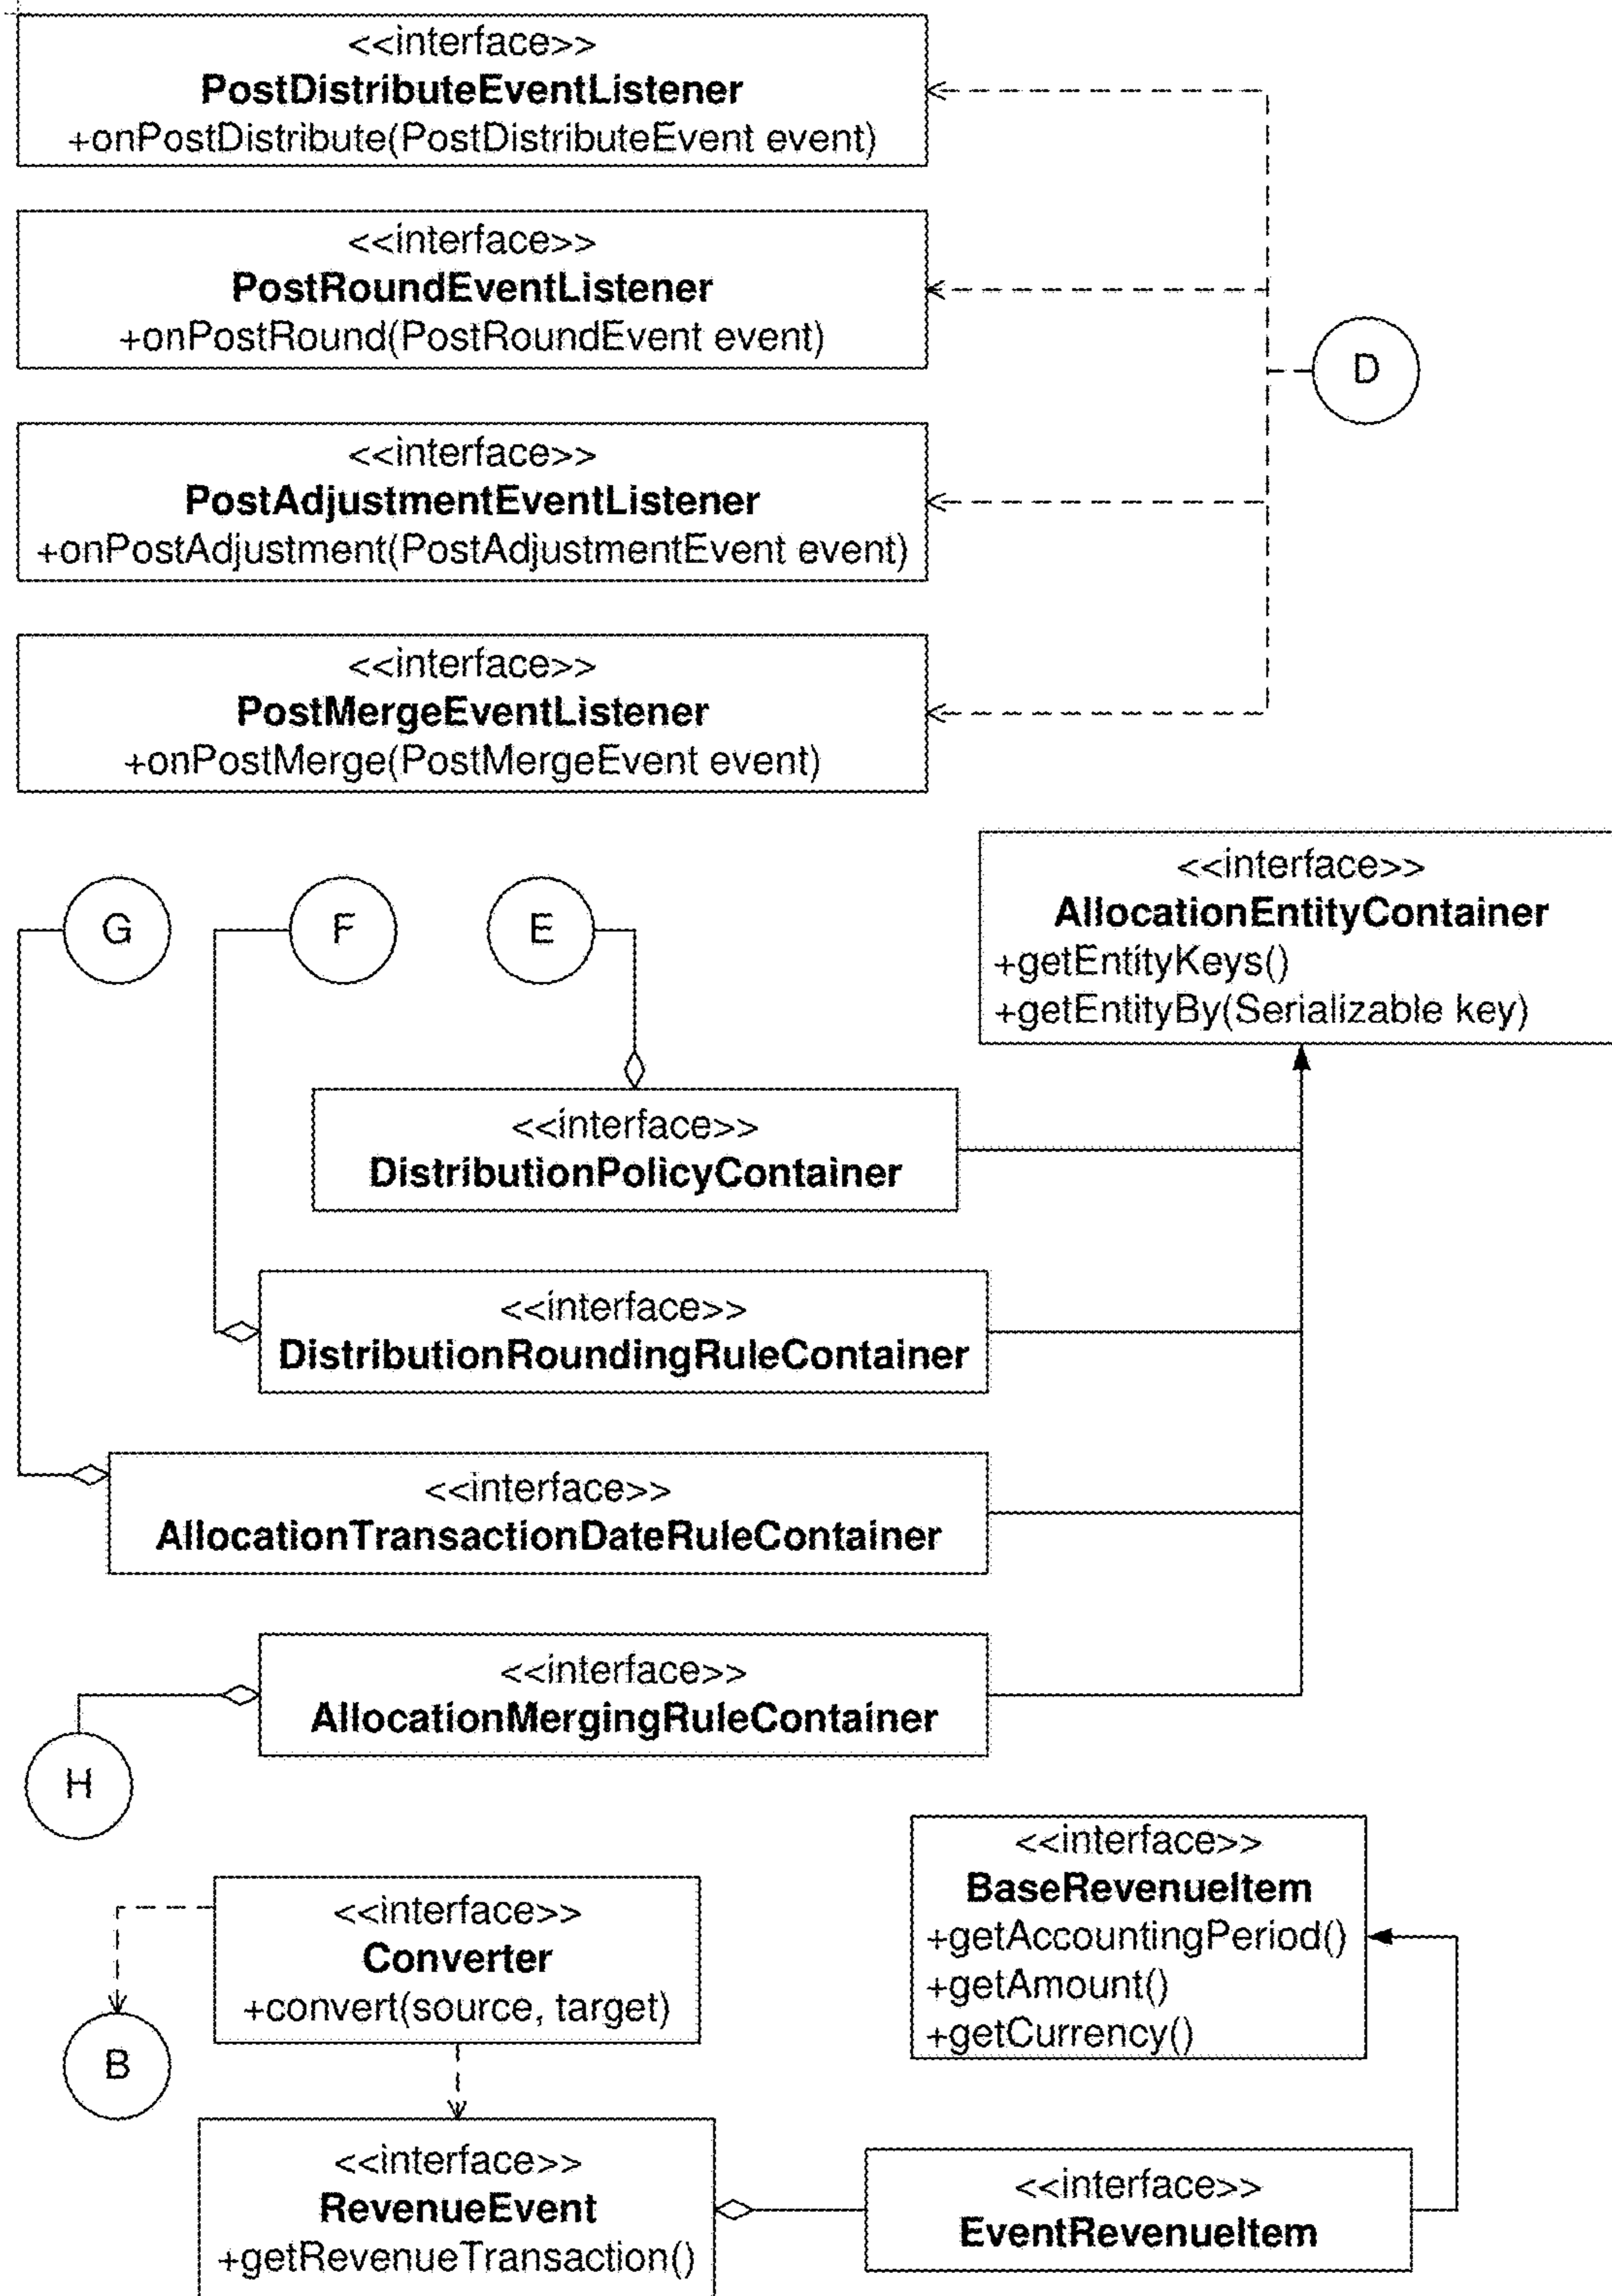 <<interface>>
PostDistributeEventListener
+onPostDistribute(PostDistributeEvent event)
<<interface>>
PostRoundEventListener
+onPostRound(PostRoundEvent event)
D
<<interface>>
PostAdjustmentEventListener
+onPostAdjustment(PostAdjustmentEvent event)
<<interface>>
PostMergeEventListener
+onPostMerge(PostMergeEvent event)
G
F
E
<<interface>>
AllocationEntityContainer
+getEntityKeys()
+getEntityBy(Serializable key)
<<interface>>
DistributionPolicyContainer
<<interface>>
DistributionRoundingRuleContainer
<<interface>>
AllocationTransactionDateRuleContainer
<<interface>>
AllocationMergingRuleContainer
H
<<interface>>
BaseRevenueItem
+getAccountingPeriod()
+getAmount()
+getCurrency()
<<interface>>
Converter
+convert(source, target)
B
<<interface>>
RevenueEvent
+getRevenueTransaction()
<<interface>>
EventRevenueItem